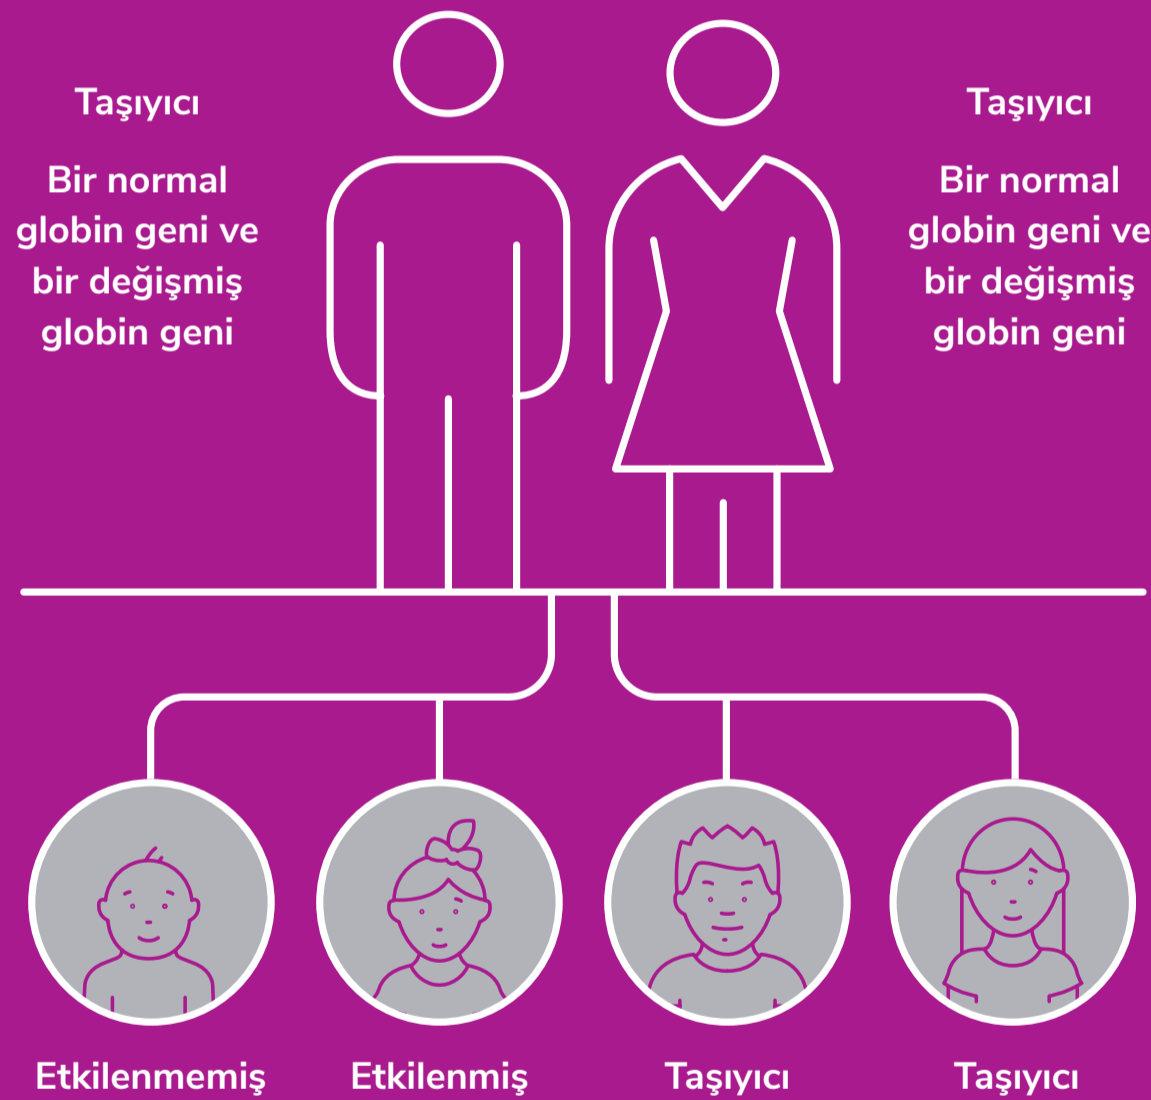 Taşıyıcı
Bir normal
globin geni ve
bir değişmiş
globin geni
Taşıyıcı
Bir normal
globin geni ve
bir değişmiş
globin geni
Etkilenmemiş
Etkilenmiş
Taşıyıcı
Taşıyıcı